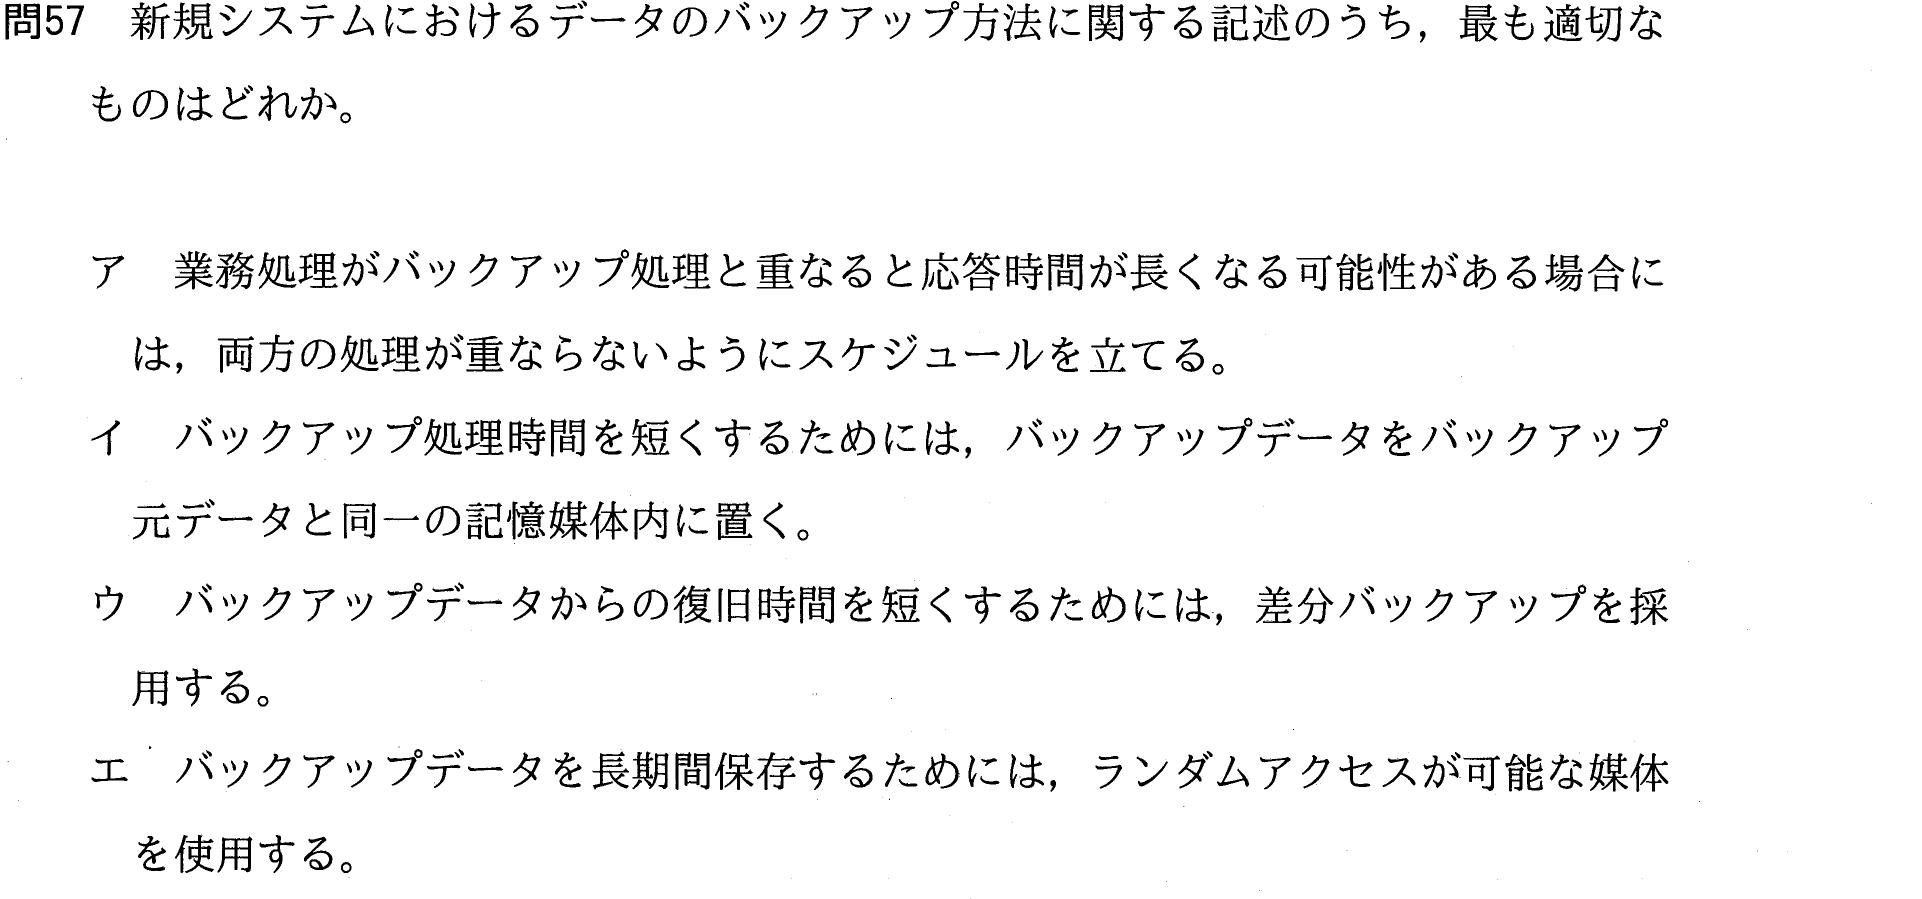 問57 新規システムにおけるデータのバックアップ方法に関する記述のうち，最も適切な
ものはどれか。
ア 業務処理がバックアップ処理と重なると応答時間が長くなる可能性がある場合に
は，両方の処理が重ならないようにスケジュールを立てる。
イ バックアップ処理時間を短くするためには，バックアップデータをバックアップ
元データと同一の記憶媒体内に置く。
ウ バックアップデータからの復旧時間を短くするためには，差分バックアップを採
用する。
エ バックアップデータを長期間保存するためには，ランダムアクセスが可能な媒体
を使用する。